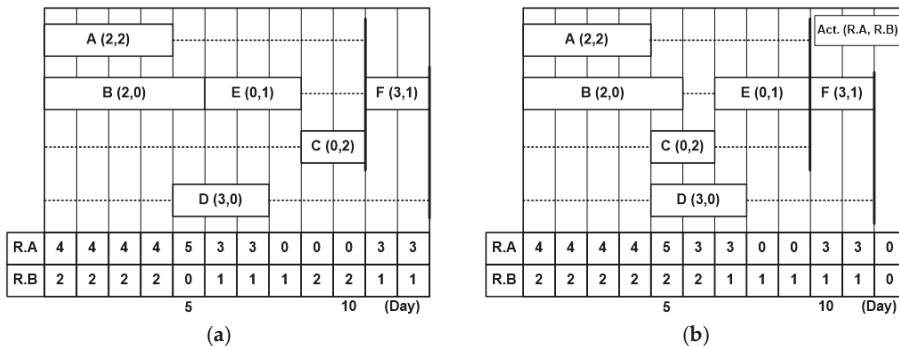 A (2,2)
B (2,0) E (0,1) F (3,1)
C (0,2)
D (3,0)
R.A 4 4 4 4 5 3 3 0 0 0 3 3
R.B 2 2 2 2 0 1 1 1 2 2 1 1
5 10 (Day)
(a)
A (2,2) Act. (R.A, R.B)
B (2,0) E (0,1) F (3,1)
C (0,2)
D (3,0)
R.A 4 4 4 4 5 3 3 0 0 3 3 0
R.B 2 2 2 2 2 2 1 1 1 1 1 0
5 10 (Day)
(b)